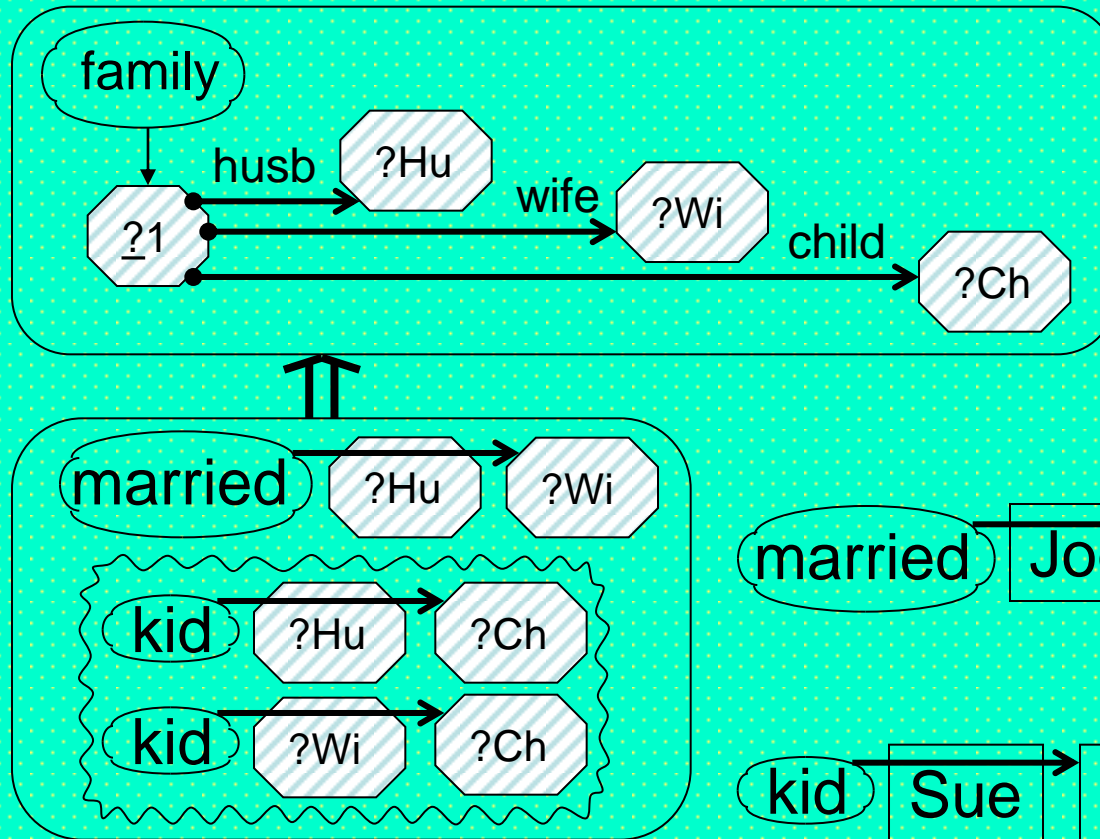 family
husb
?Hu
wife
?Wi
child
?1
?Ch
married
?Hu
?Wi
kid
?Hu
?Ch
kid
?Wi
?Ch
married
kid
Sue